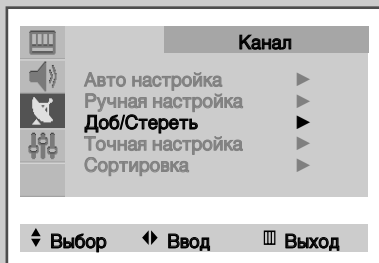 Канал
Авто настройка
Ручная настройка
Доб/Стереть
Точная настройка
Сортировка
Выбор Ввод Выход